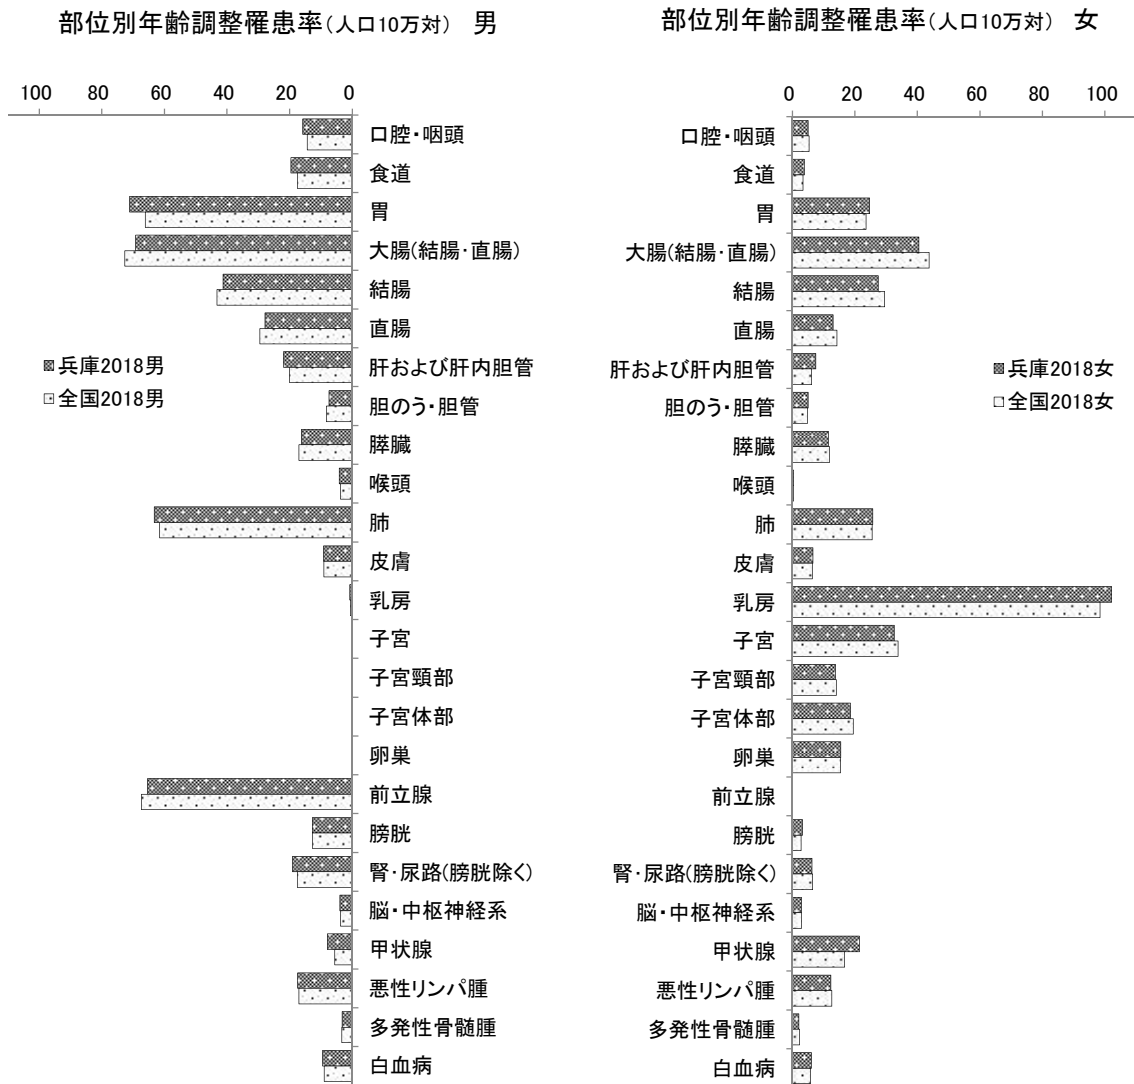 部位別年齢調整罹患率(人口10万対) 男
100 80 60 40 20 0
口腔・咽頭
食道
胃
大腸(結腸・直腸)
結腸
直腸
肝および肝内胆管
胆のう・胆管
膵臓
喉頭
肺
皮膚
乳房
子宮
子宮頸部
子宮体部
卵巣
前立腺
膀胱
腎・尿路(膀胱除く)
脳・中枢神経系
甲状腺
悪性リンパ腫
多発性骨髄腫
白血病
兵庫2018男
全国2018男
部位別年齢調整罹患率(人口10万対) 女
0 20 40 60 80 100
口腔・咽頭
食道
胃
大腸(結腸・直腸)
結腸
直腸
肝および肝内胆管
胆のう・胆管
膵臓
喉頭
肺
皮膚
乳房
子宮
子宮頸部
子宮体部
卵巣
前立腺
膀胱
腎・尿路(膀胱除く)
脳・中枢神経系
甲状腺
悪性リンパ腫
多発性骨髄腫
白血病
兵庫2018女
全国2018女